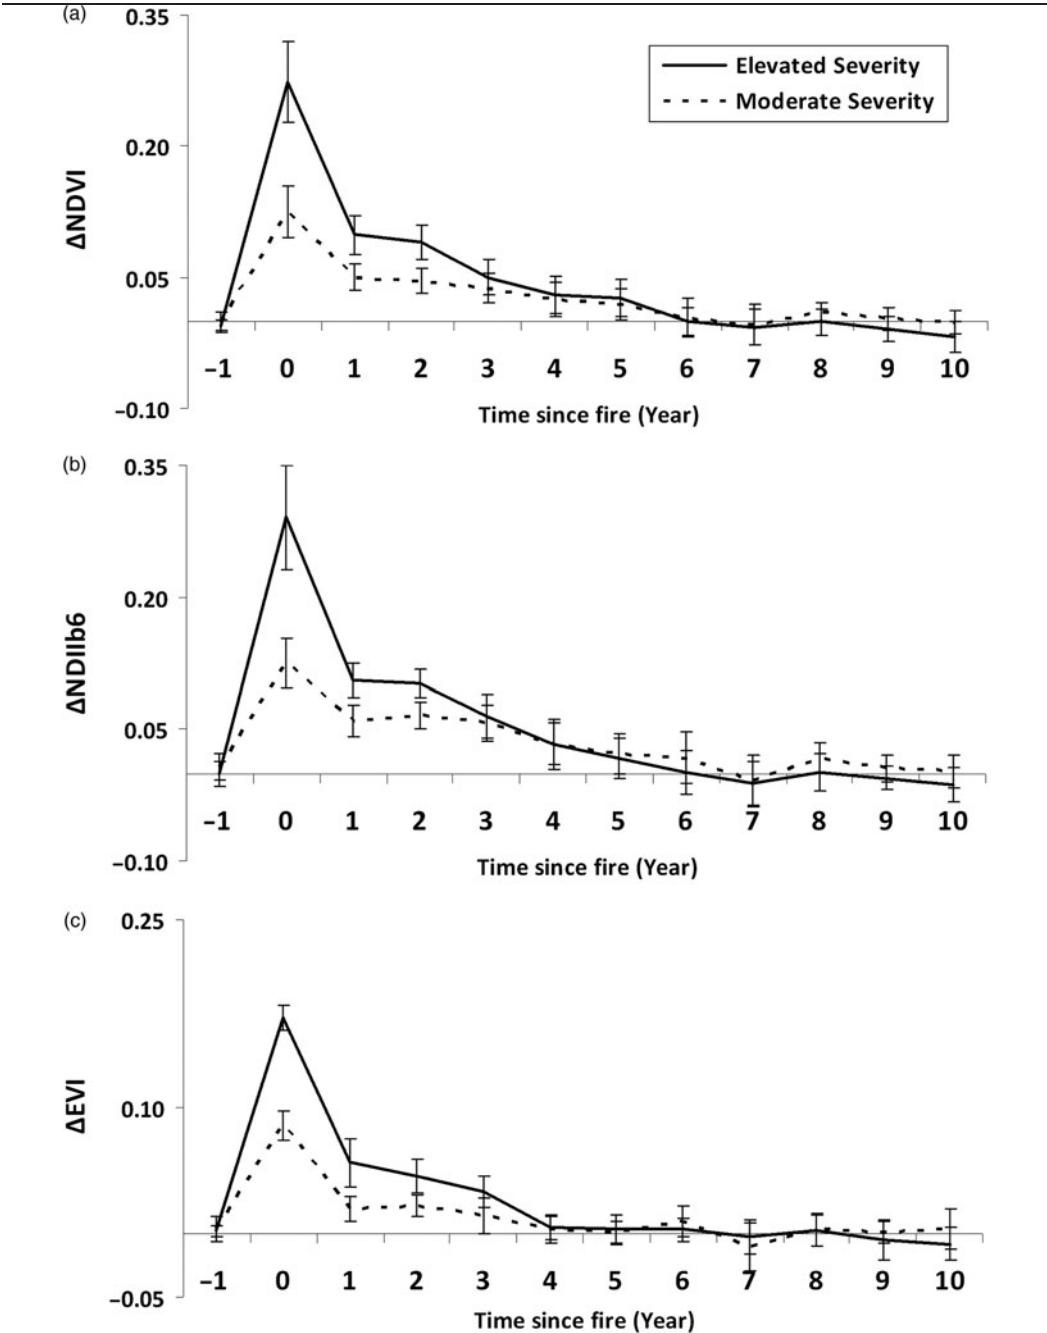 (a)
0.35
Elevated Severity
Moderate Severity
0.20
ΔNDVI
0.05
−1 0 1 2 3 4 5 6 7 8 9 10
−0.10
Time since fire (Year)
(b)
0.35
0.20
ΔNDIIb6
0.05
−1 0 1 2 3 4 5 6 7 8 9 10
−0.10
Time since fire (Year)
(c)
0.25
0.10
ΔEVI
−1 0 1 2 3 4 5 6 7 8 9 10
−0.05
Time since fire (Year)